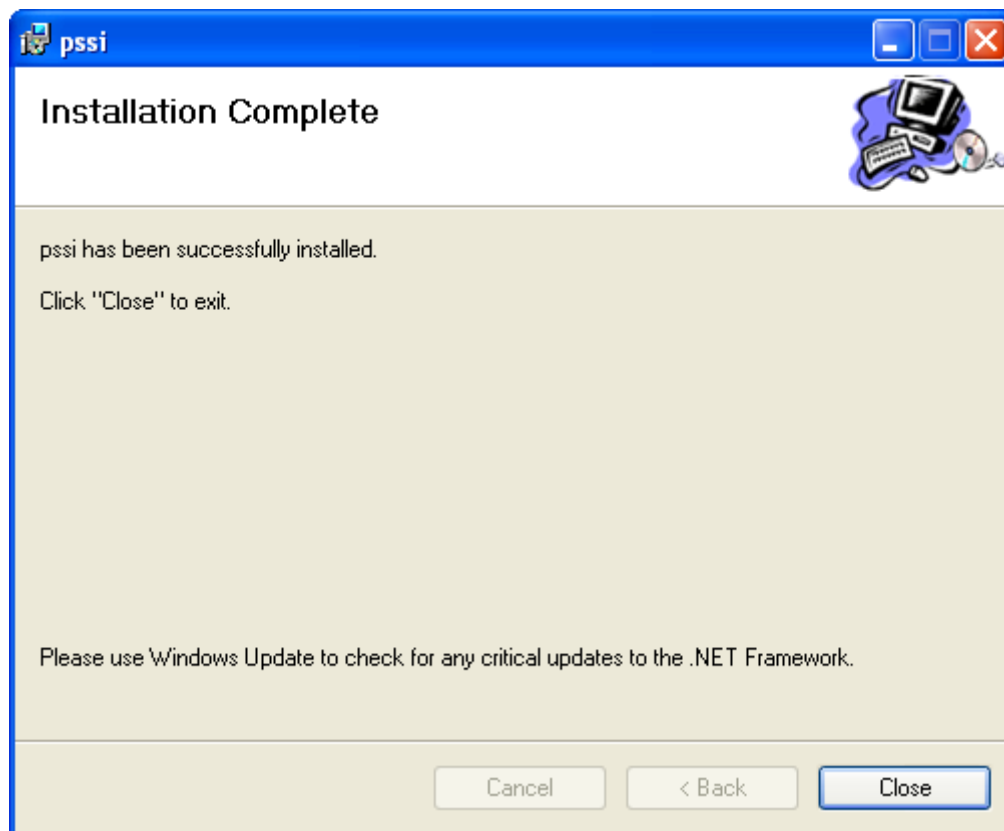 pssi
Installation Complete
pssi has been successfully installed.
Click "Close" to exit.
Please use Windows Update to check for any critical updates to the .NET Framework.
Cancel
< Back
Close